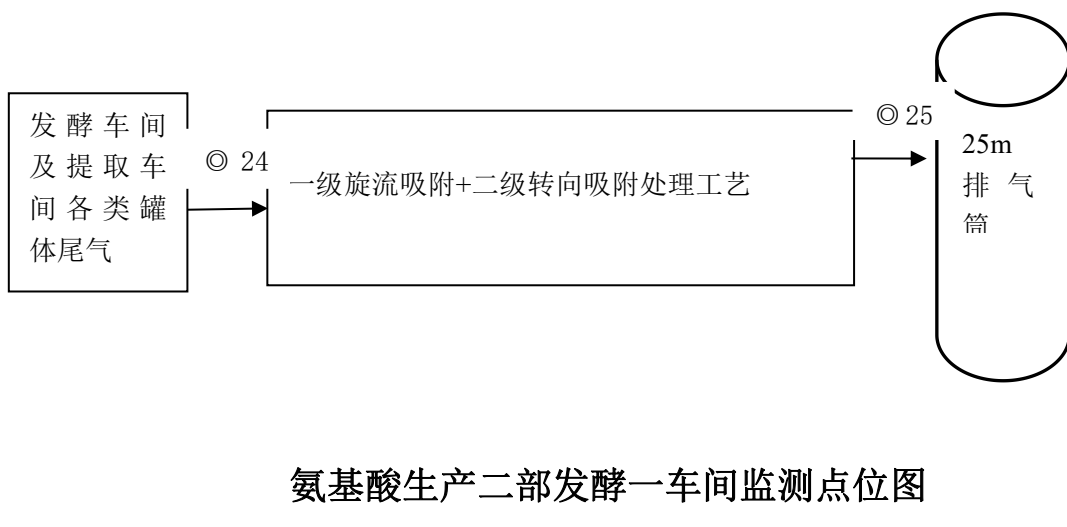 发酵车间
及提取车
间各类罐
体尾气
◎ 24
一级旋流吸附+二级转向吸附处理工艺
◎ 25
25m
排 气
筒
氨基酸生产二部发酵一车间监测点位图